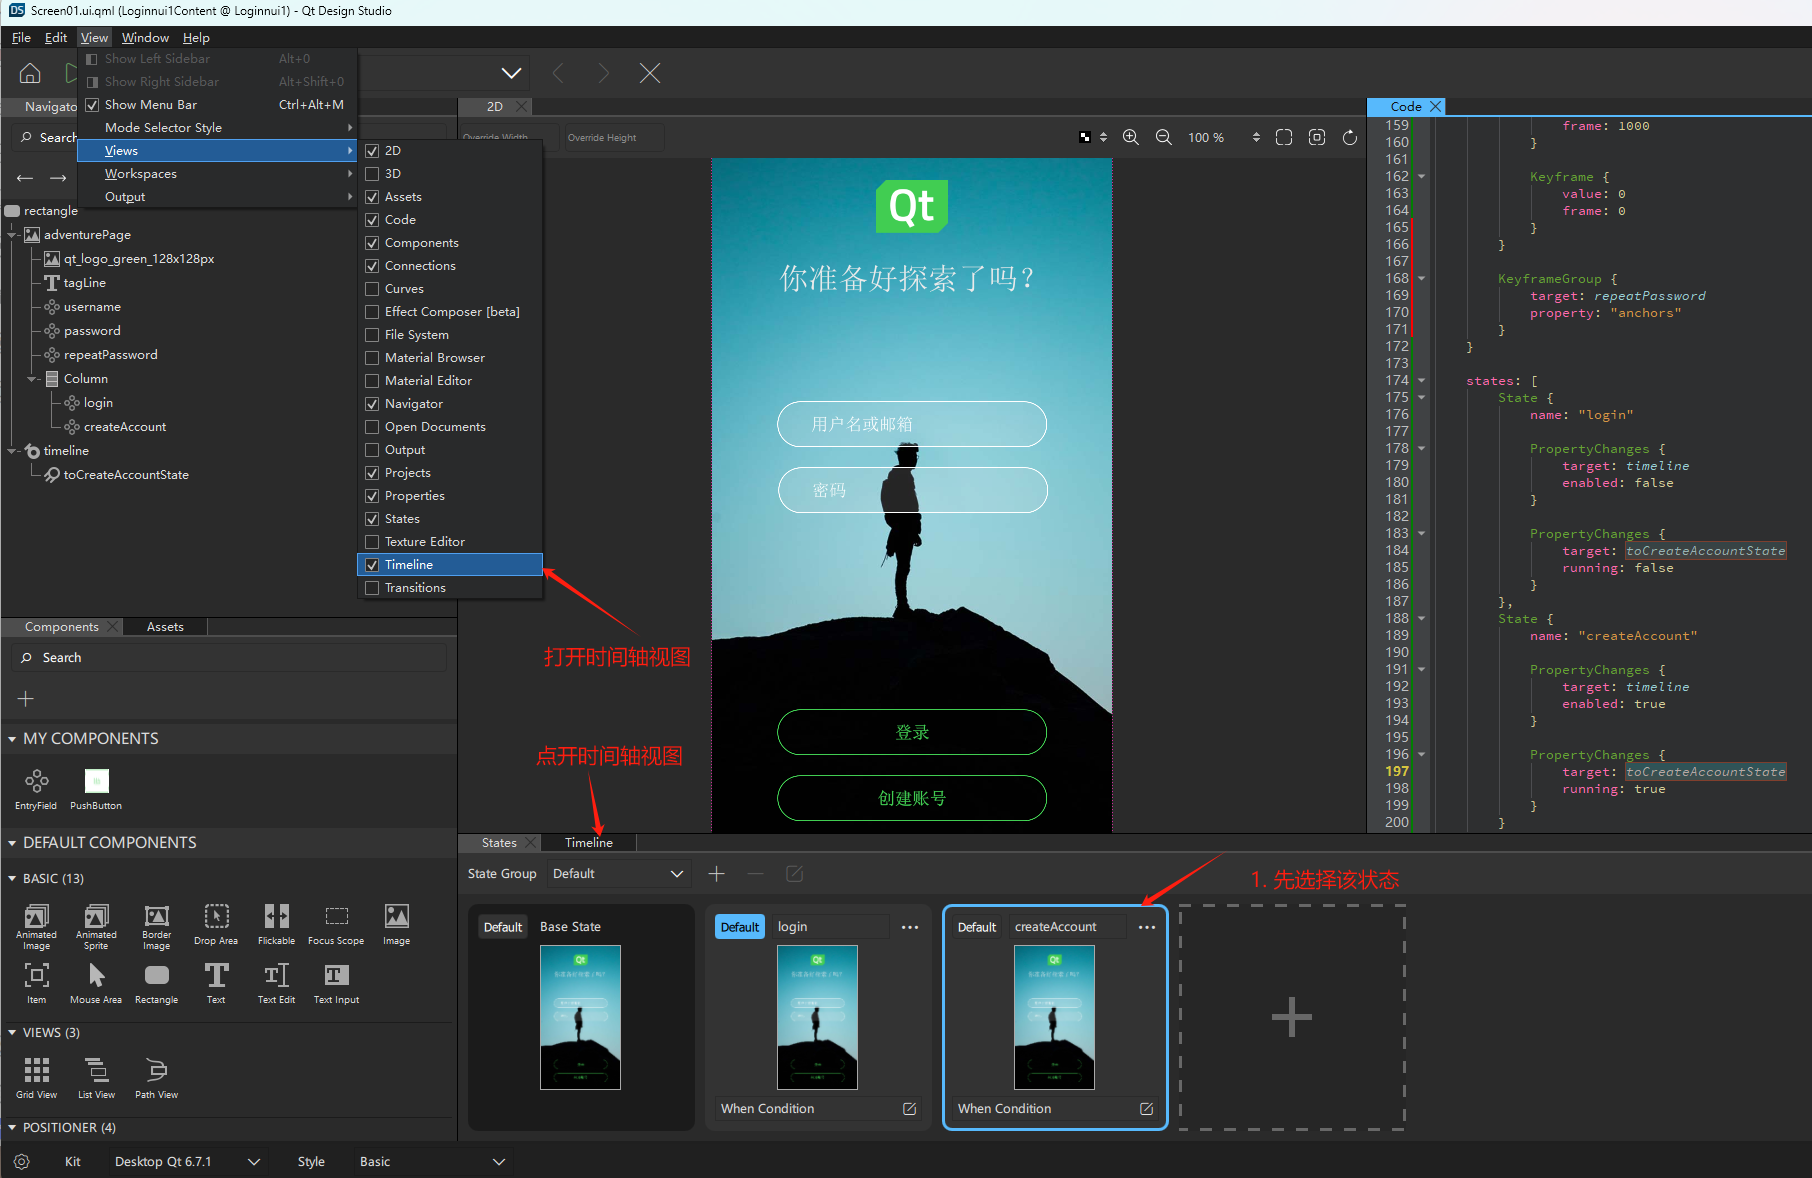 Screen01.ui.qml (Loginnui1Content @ Loginnui1) - Qt Design Studio
File Edit View Window Help
Show Left Sidebar Alt+0
Show Right Sidebar Alt+Shift+0
Show Menu Bar Ctrl+Alt+M
Mode Selector Style
Views
Workspaces
Output
2D
3D
Assets
Code
Components
Connections
Curves
Effect Composer [beta]
File System
Material Browser
Material Editor
Navigator
Open Documents
Output
Projects
Properties
States
Texture Editor
Timeline
Transitions
Navigato
Search
rectangle
adventurePage
qt_logo_green_128x128px
tagLine
username
password
repeatPassword
Column
login
createAccount
timeline
toCreateAccountState
2D
Override Width Override Height
100 %
Qt
你准备好探索了吗?
用户名或邮箱
密码
登录
创建账号
打开时间轴视图
点开时间轴视图
1. 先选择该状态
Code
159 frame: 1000
160 }
161
162 Keyframe {
163 value: 0
164 frame: 0
165 }
166 }
167
168 KeyframeGroup {
169 target: repeatPassword
170 property: "anchors"
171 }
172 }
173
174 states: [
175 State {
176 name: "login"
177
178 PropertyChanges {
179 target: timeline
180 enabled: false
181 }
182
183 PropertyChanges {
184 target: toCreateAccountState
185 running: false
186 }
187 },
188 State {
189 name: "createAccount"
190
191 PropertyChanges {
192 target: timeline
193 enabled: true
194 }
195
196 PropertyChanges {
197 target: toCreateAccountState
198 running: true
199 }
200 }
Components Assets
Search
MY COMPONENTS
EntryField PushButton
DEFAULT COMPONENTS
BASIC (13)
Animated Image Animated Sprite Border Image Drop Area Flickable Focus Scope Image
Item Mouse Area Rectangle Text Text Edit Text Input
VIEWS (3)
Grid View List View Path View
POSITIONER (4)
States Timeline
State Group Default
Default Base State
Default login
When Condition
Default createAccount
When Condition
Kit Desktop Qt 6.7.1 Style Basic